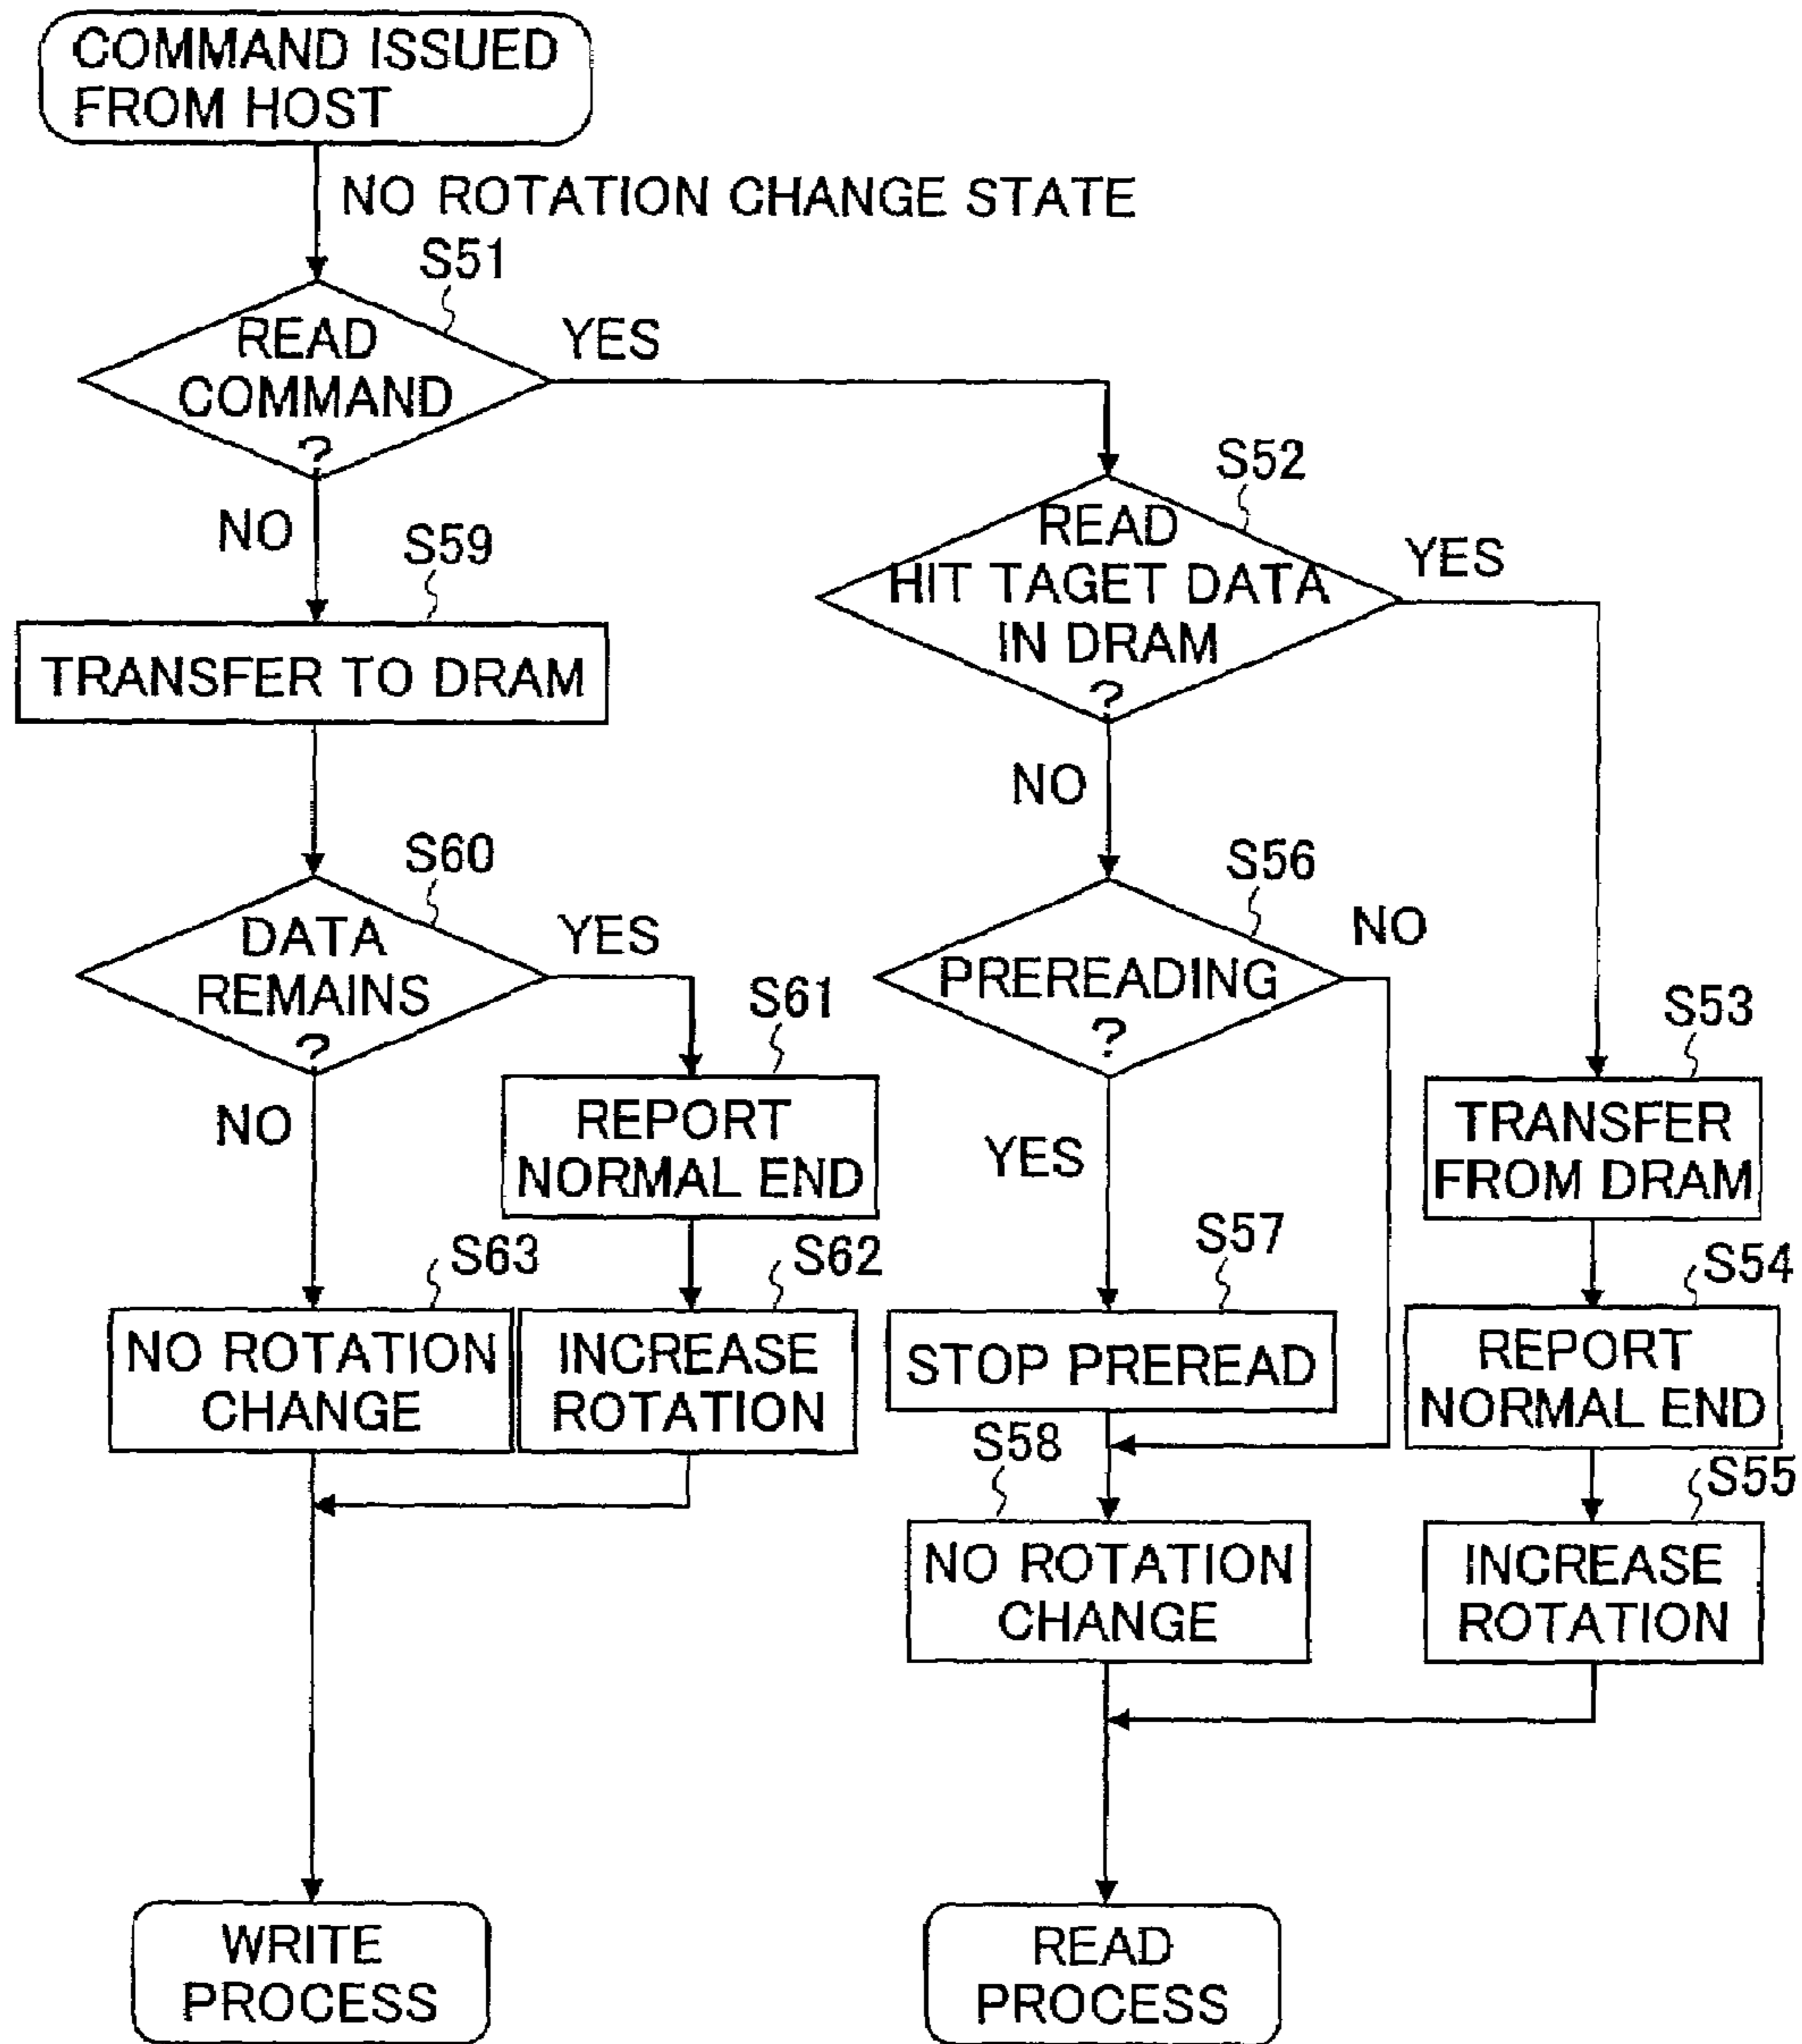 COMMAND ISSUED
FROM HOST
NO ROTATION CHANGE STATE
S51
READ
COMMAND
?
YES
NO
S52
READ
HIT TAGET DATA
IN DRAM
?
YES
NO
S59
TRANSFER TO DRAM
S60
DATA
REMAINS
?
YES
NO
S56
PREREADING
?
NO
YES
S61
REPORT
NORMAL END
S53
TRANSFER
FROM DRAM
S63
NO ROTATION
CHANGE
S62
INCREASE
ROTATION
S57
STOP PREREAD
S54
REPORT
NORMAL END
S58
NO ROTATION
CHANGE
S55
INCREASE
ROTATION
WRITE
PROCESS
READ
PROCESS